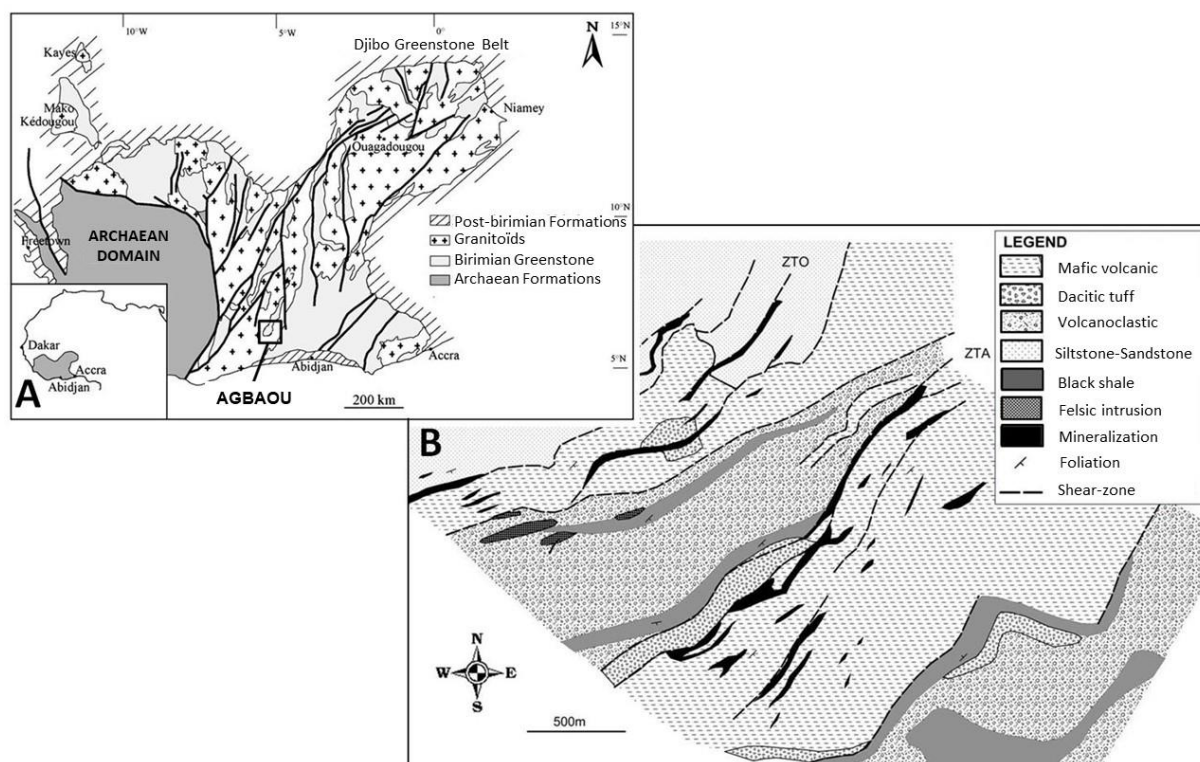 10°W
5°W
0°
N
15°N
Kayes
Djibo Greenstone Belt
Mako
Kédougou
Niamey
Ouagadougou
10°N
Post-birimian Formations
Granitoïds
Birimian Greenstone
Archaean Formations
ARCHAEAN
DOMAIN
Freetown
Dakar
Accra
Abidjan
Abidjan
Accra
5°N
A
AGBAOU
200 km
B
ZTO
ZTA
LEGEND
Mafic volcanic
Dacitic tuff
Volcanoclastic
Siltstone-Sandstone
Black shale
Felsic intrusion
Mineralization
Foliation
Shear-zone
N
W
E
S
500m